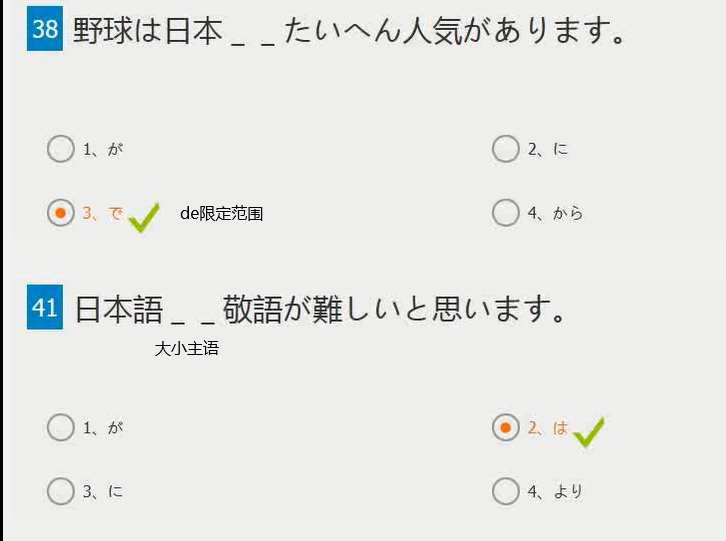 38 野球は日本＿＿たいへん人気があります。
1、が
2、に
3、で de限定范围
4、から
41 日本語＿＿敬語が難しいと思います。
大小主语
1、が
2、は
3、に
4、より